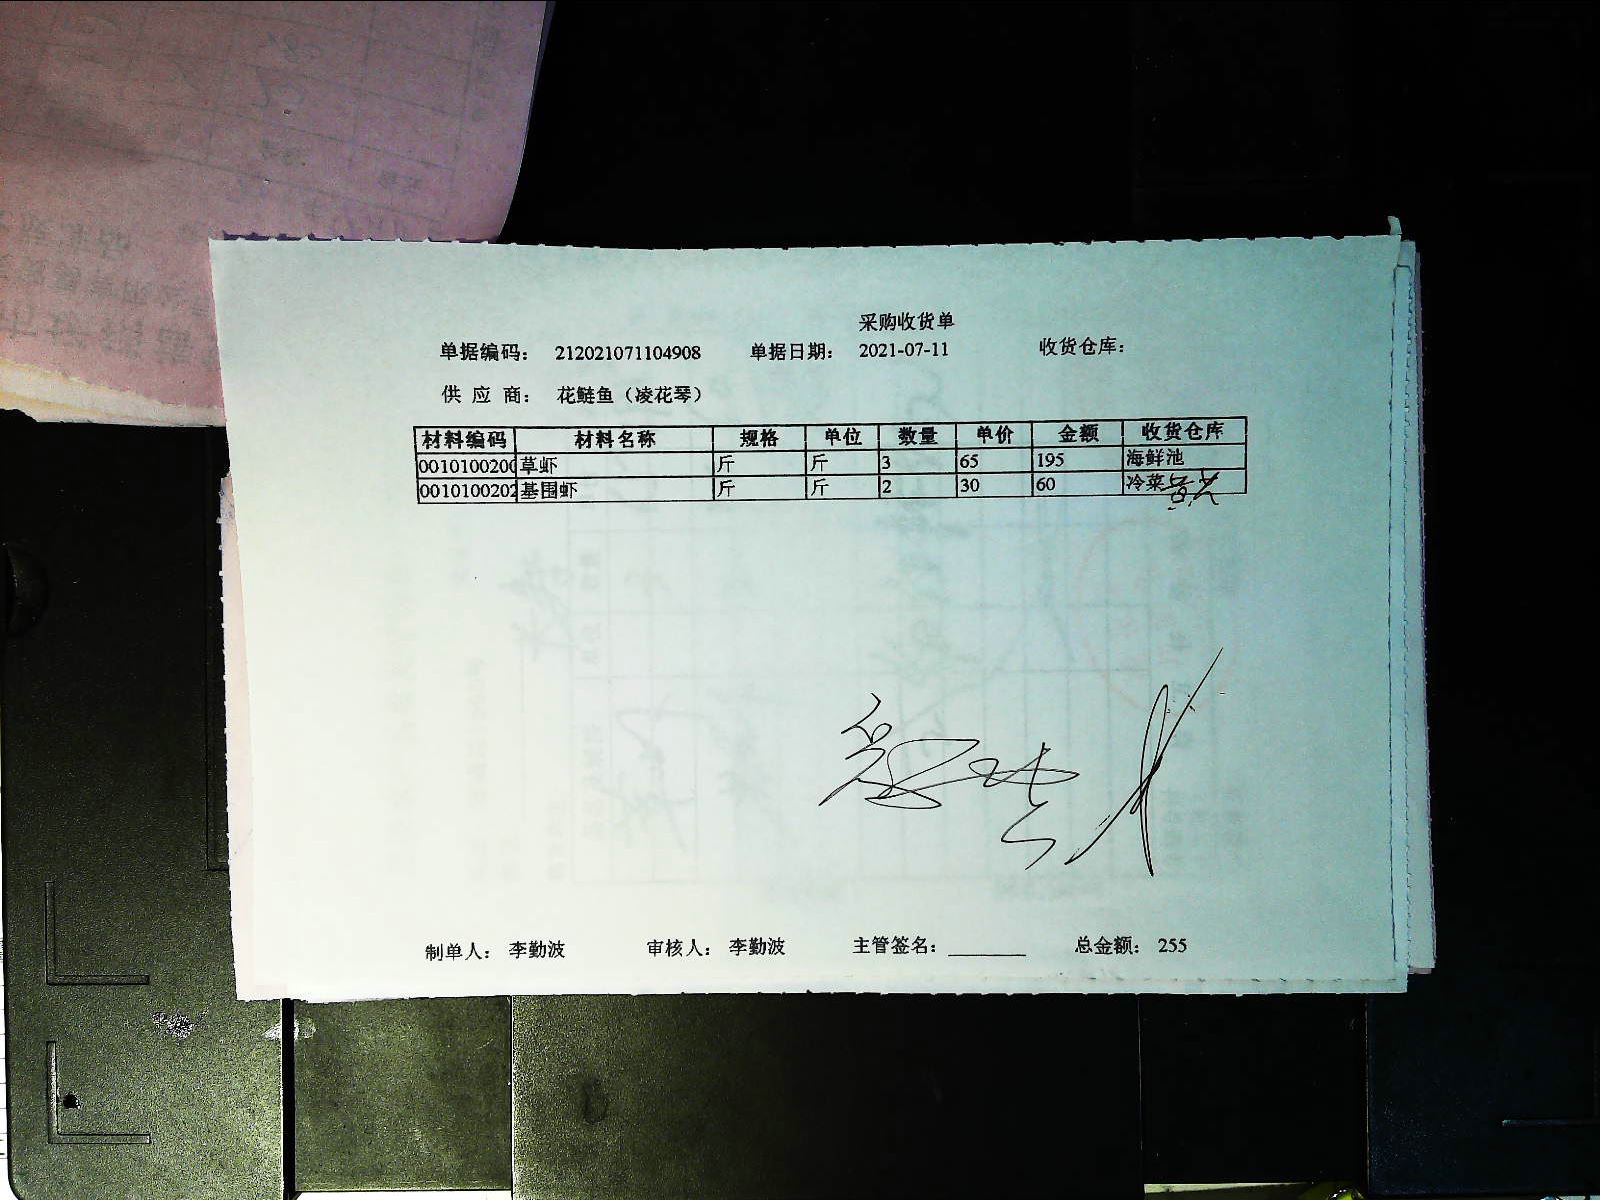 采购收货单
单据编码： 212021071104908 单据日期： 2021-07-11 收货仓库：
供 应 商： 花鲢鱼（凌花琴）
材料编码 材料名称 规格 单位 数量 单价 金额 收货仓库
0010100200 草虾 斤 斤 3 65 195 海鲜池
0010100202 基围虾 斤 斤 2 30 60 冷菜
制单人： 李勤波 审核人： 李勤波 主管签名： 总金额： 255